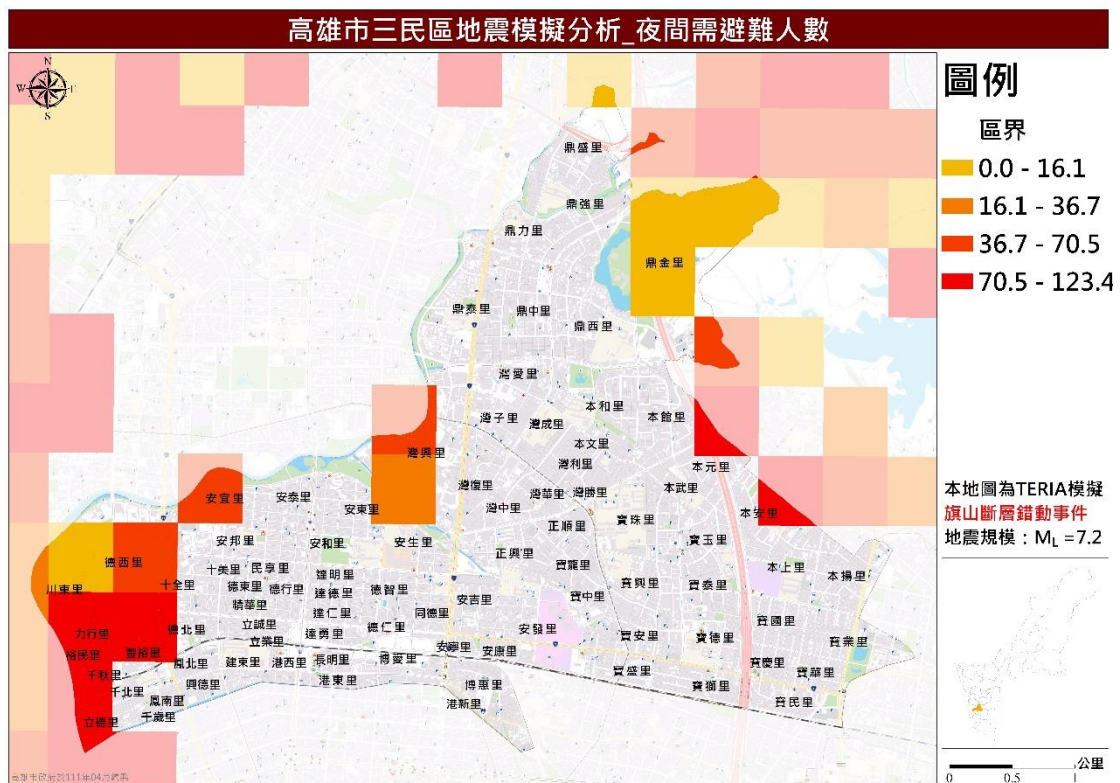 高雄市三民區地震模擬分析_夜間需避難人數
N
W E
S
圖例
區界
0.0 - 16.1
16.1 - 36.7
36.7 - 70.5
70.5 - 123.4
鼎盛里
鼎強里
鼎力里
鼎金里
鼎泰里
鼎中里
鼎西里
灣愛里
本和里
灣子里
灣成里
本館里
本文里
灣興里
灣利里
本元里
安宜里
安泰里
安東里
灣復里
灣中里
灣華里
灣勝里
本武里
本安里
正順里
寶珠里
寶玉里
安邦里
安和里
安生里
正興里
寶龍里
德西里
十美里
民享里
達明里
本上里
本揚里
川東里
十全里
德東里
德行里
達德里
德智里
寶興里
寶泰里
精華里
安吉里
寶中里
達仁里
同德里
寶國里
力行里
德北里
立誠里
德仁里
安發里
立業里
達勇里
寶安里
寶德里
寶業里
裕民里
豐裕里
安寧里
安康里
鳳北里
建東里
港西里
長明里
博愛里
寶慶里
千秋里
寶盛里
寶華里
港東里
千北里
興德里
博惠里
寶獅里
鳳南里
港新里
寶民里
千歲里
立德里
本地圖為TERIA模擬
旗山斷層錯動事件
地震規模：ML =7.2
公里
0 0.5 1
高雄市政府於111年04月編製